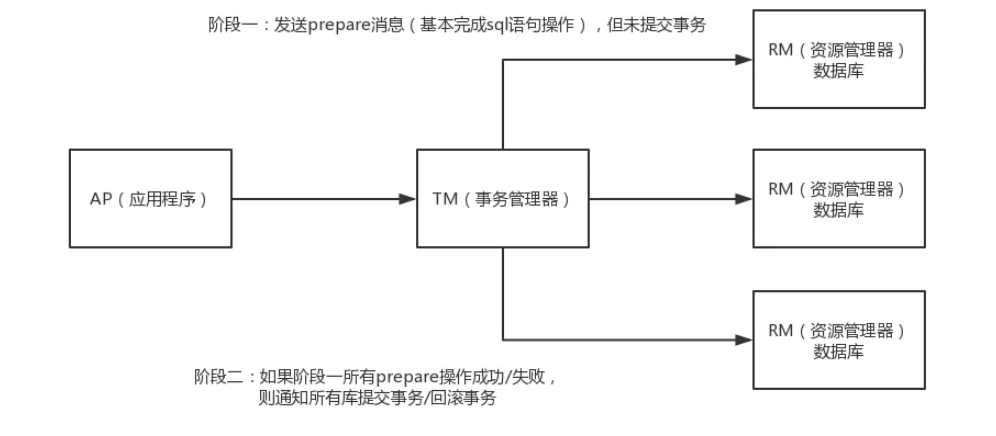 阶段一：发送prepare消息（基本完成sql语句操作），但未提交事务
RM（资源管理器）
数据库
AP（应用程序）
TM（事务管理器）
RM（资源管理器）
数据库
RM（资源管理器）
数据库
阶段二：如果阶段一所有prepare操作成功/失败，
则通知所有库提交事务/回滚事务